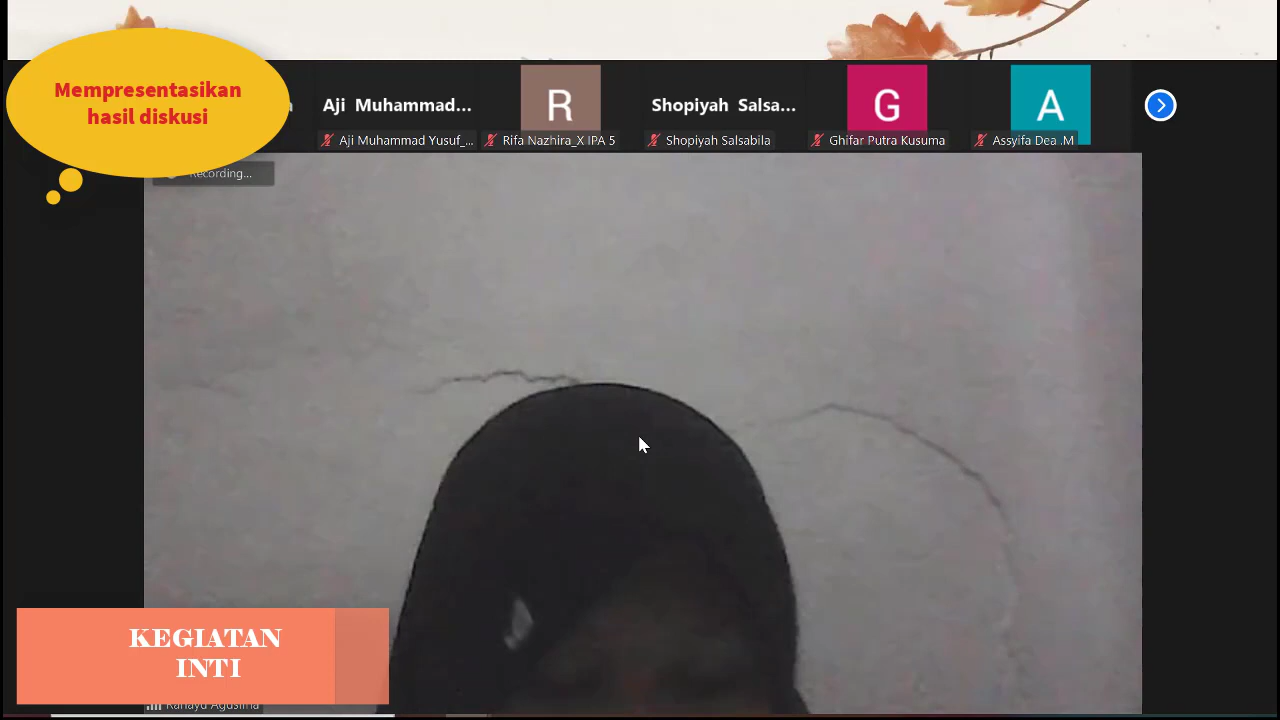 Mempresentasikan
hasil diskusi
Aji Muhammad...
R
Shopiyah Salsa...
G
A
Aji Muhammad Yusuf_...
Rifa Nazhira_X IPA 5
Shopiyah Salsabila
Ghifar Putra Kusuma
Assyifa Dea .M
Recording...
KEGIATAN
INTI